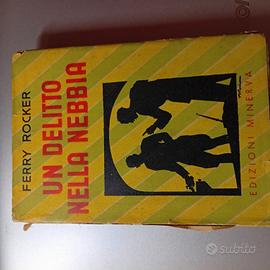 FERRY ROCKER
UN DELITTO
NELLA NEBBIA
EDIZIONI MINERVA
subito